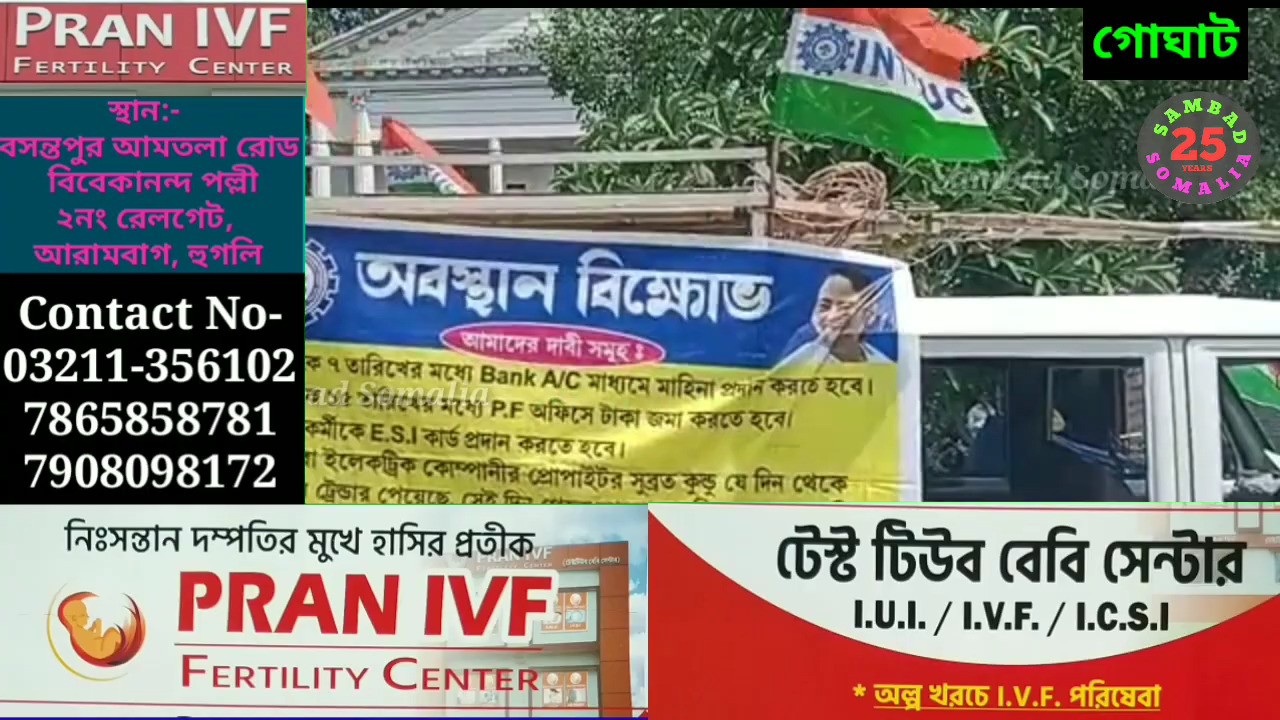 PRAN IVF
FERTILITY CENTER
স্থান:-
বসন্তপুর আমতলা রোড
বিবেকানন্দ পল্লী
২নং রেলগেট,
আরামবাগ, হুগলি
Contact No-
03211-356102
7865858781
7908098172
গোঘাট
SAMBAD
25
YEARS
SOMALIA
INTTUC
অবস্থান বিক্ষোভ
আমাদের দাবী সমূহ ঃ
ক ৭ তারিখের মধ্যে Bank A/C মাধ্যমে মাহিনা প্রদান করতে হবে।
তারিখের মধ্যে P.F অফিসে টাকা জমা করতে হবে।
কর্মীকে E.S.I কার্ড প্রদান করতে হবে।
ইলেকট্রিক কোম্পানীর প্রোপাইটর সুব্রত কুন্ডু যে দিন থেকে
ট্রেন্ডার পেয়েছে, সেই দিন
নিঃসন্তান দম্পতির মুখে হাসির প্রতীক
PRAN IVF
FERTILITY CENTER
টেস্ট টিউব বেবি সেন্টার
I.U.I. / I.V.F. / I.C.S.I
* অল্প খরচে I.V.F. পরিষেবা